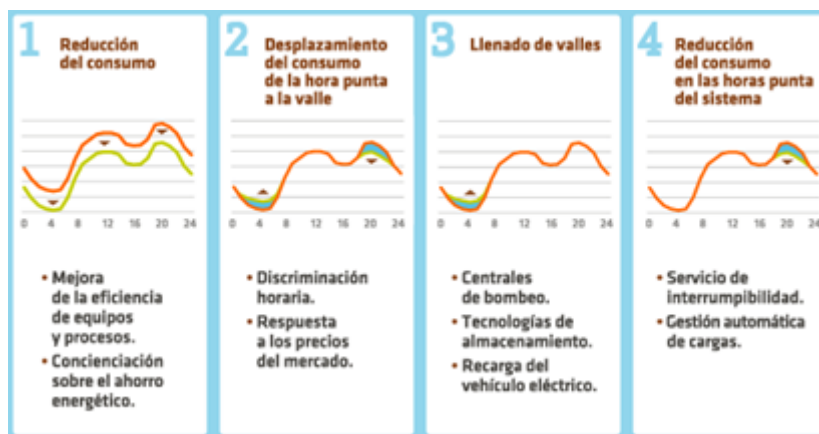 1
Reducción
del consumo
0 4 8 12 16 20 24
• Mejora
de la eficiencia
de equipos
y procesos.
• Concienciación
sobre el ahorro
energético.
2
Desplazamiento
del consumo
de la hora punta
a la valle
0 4 8 12 16 20 24
• Discriminación
horaria.
• Respuesta
a los precios
del mercado.
3
Llenado de valles
0 4 8 12 16 20 24
• Centrales
de bombeo.
• Tecnologías de
almacenamiento.
• Recarga del
vehículo eléctrico.
4
Reducción
del consumo
en las horas punta
del sistema
0 4 8 12 16 20 24
• Servicio de
interrumpibilidad.
• Gestión automática
de cargas.